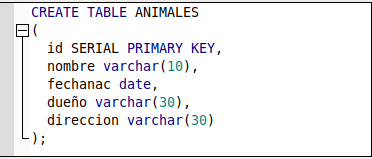 CREATE TABLE ANIMALES
(
id SERIAL PRIMARY KEY,
nombre varchar(10),
fechanac date,
dueño varchar(30),
direccion varchar(30)
);